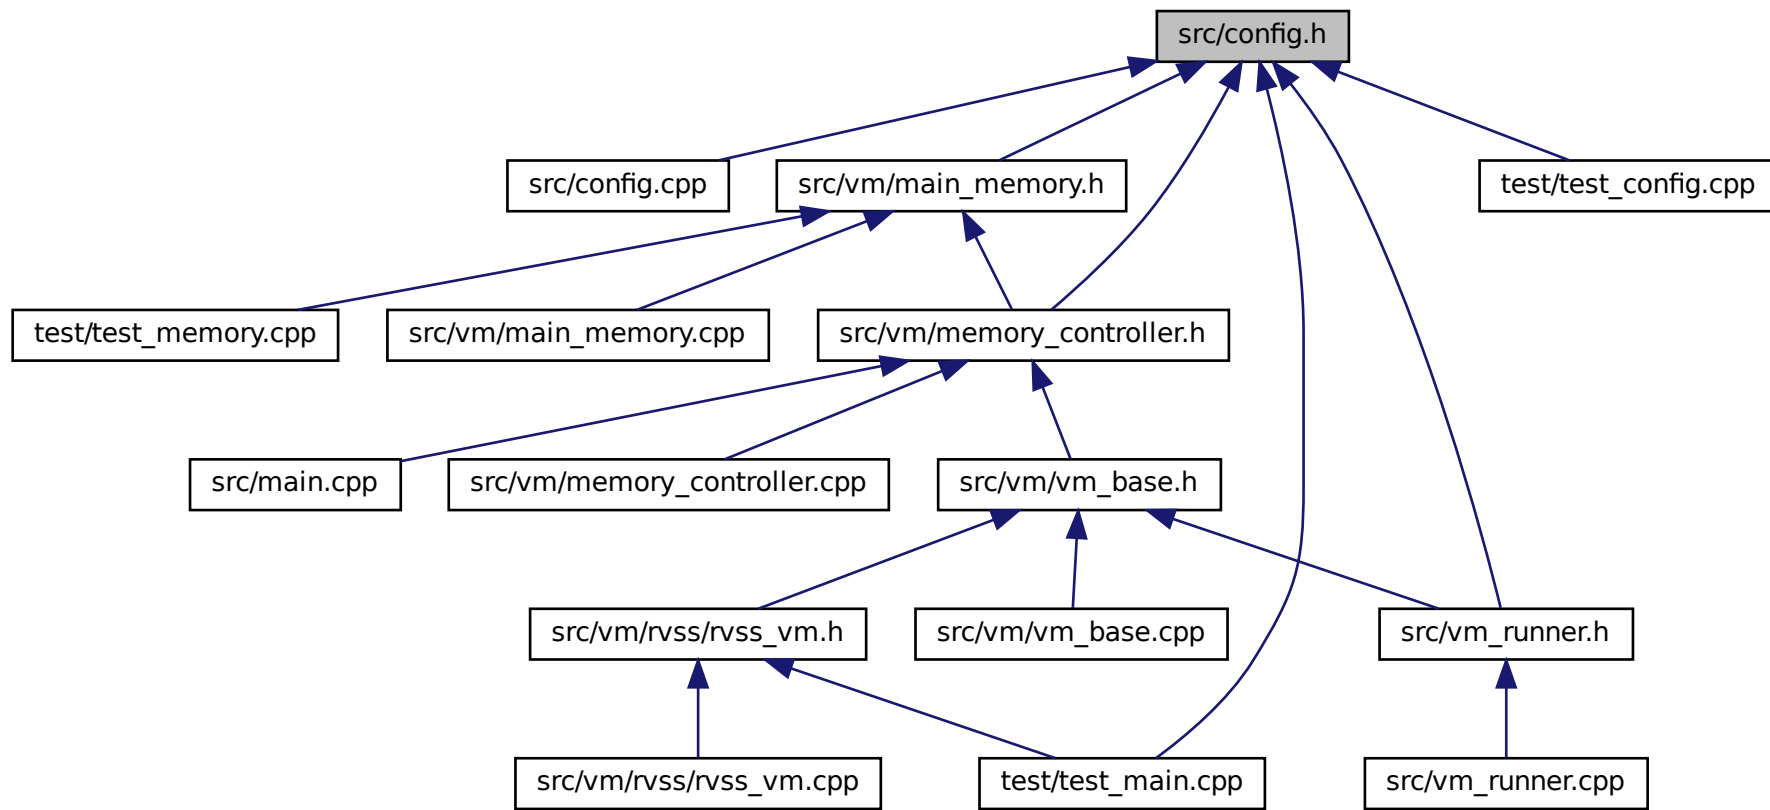 src/config.h
src/config.cpp
src/vm/main_memory.h
test/test_config.cpp
test/test_memory.cpp
src/vm/main_memory.cpp
src/vm/memory_controller.h
src/main.cpp
src/vm/memory_controller.cpp
src/vm/vm_base.h
src/vm/rvss/rvss_vm.h
src/vm/vm_base.cpp
src/vm_runner.h
src/vm/rvss/rvss_vm.cpp
test/test_main.cpp
src/vm_runner.cpp